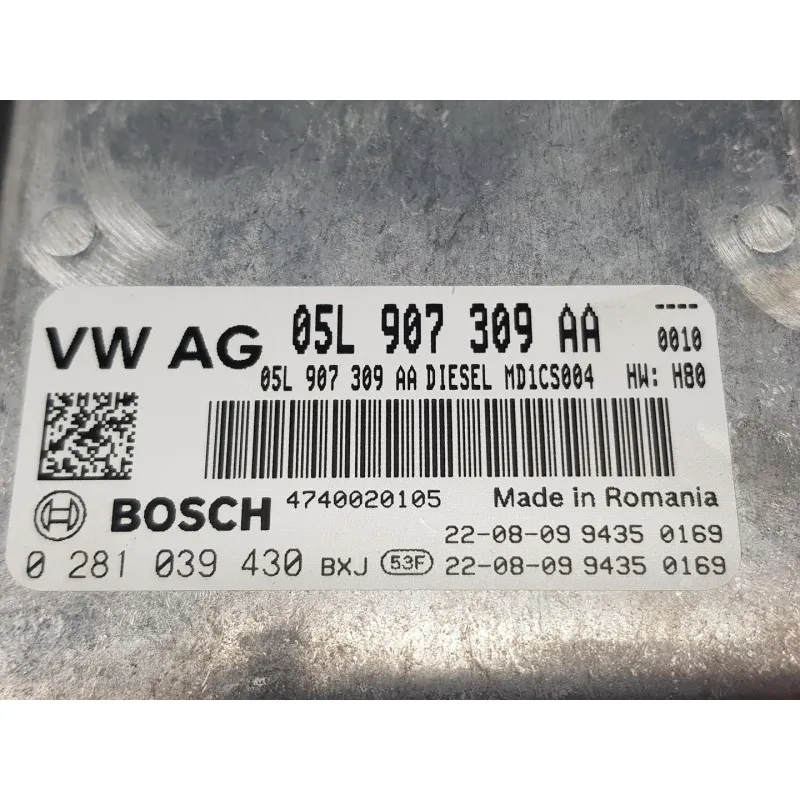 VW AG 05L 907 309 AA ----
0010
05L 907 309 AA DIESEL MD1CS004 HW: H80
BOSCH 4740020105 Made in Romania
22-08-09 9435 0169
0 281 039 430 BXJ 53F 22-08-09 9435 0169